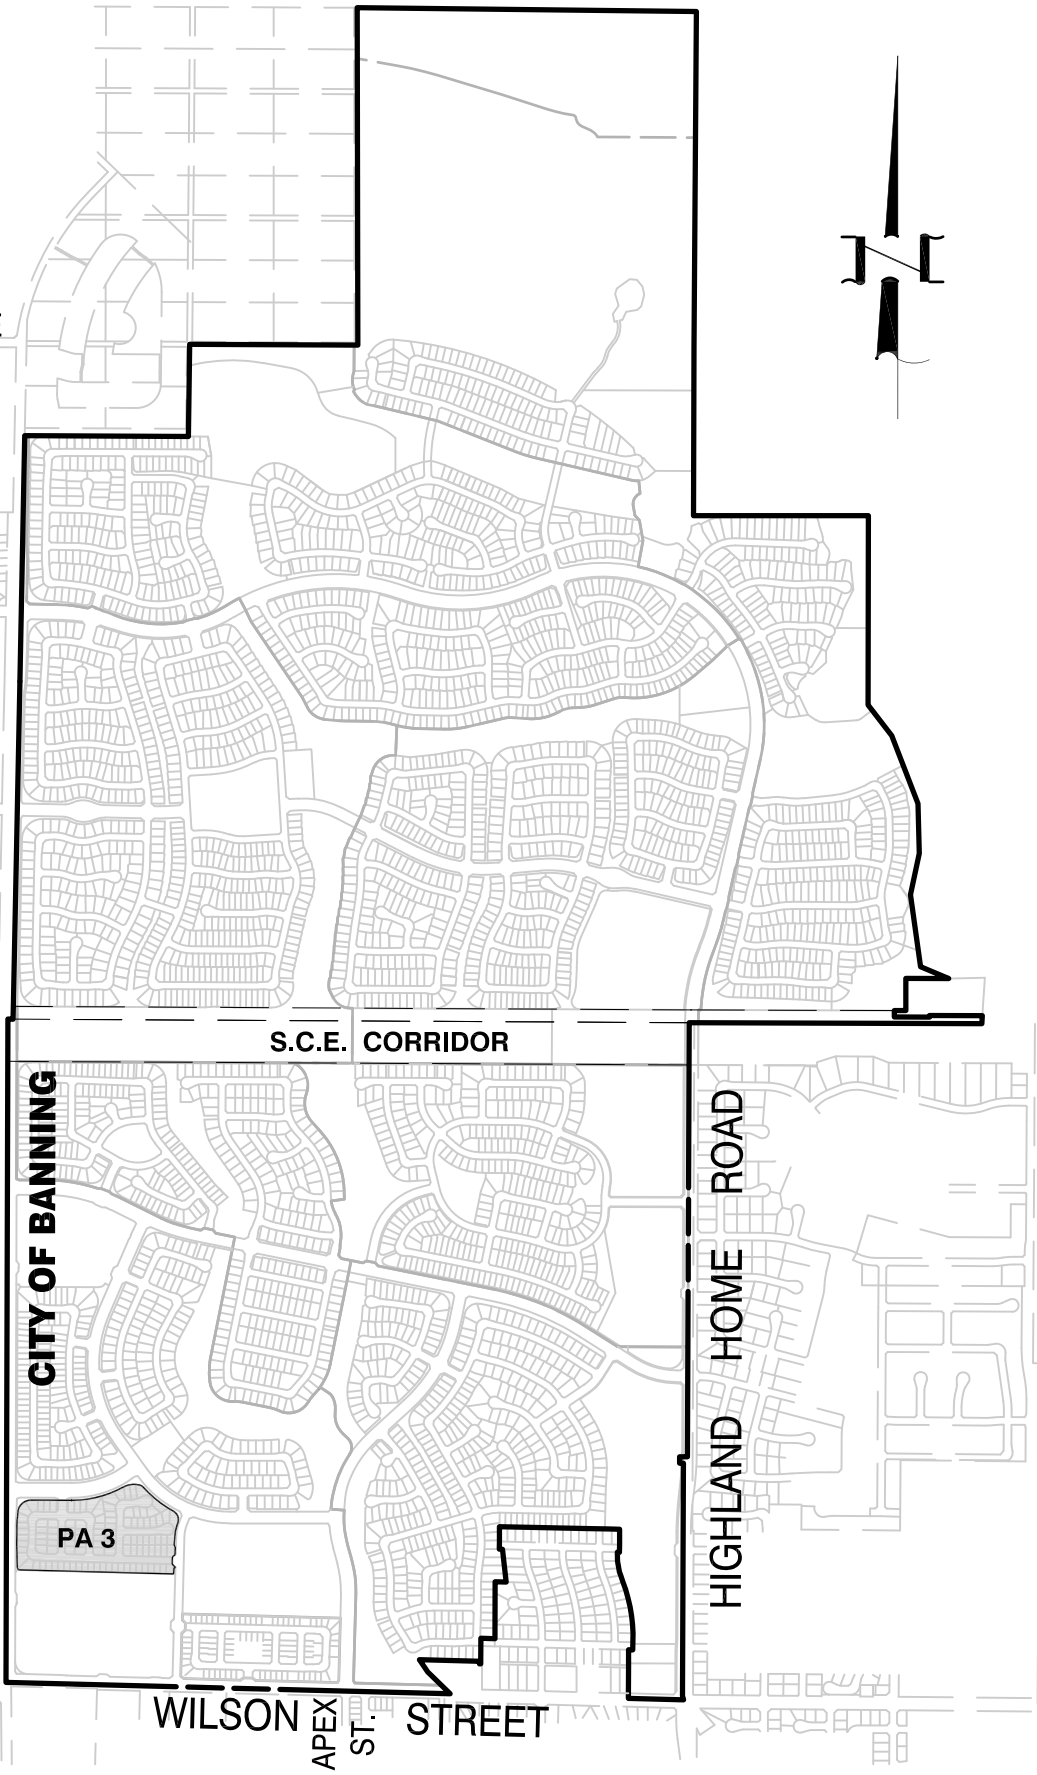 N
S.C.E. CORRIDOR
CITY OF BANNING
HIGHLAND HOME ROAD
PA 3
WILSON STREET
APEX
ST.